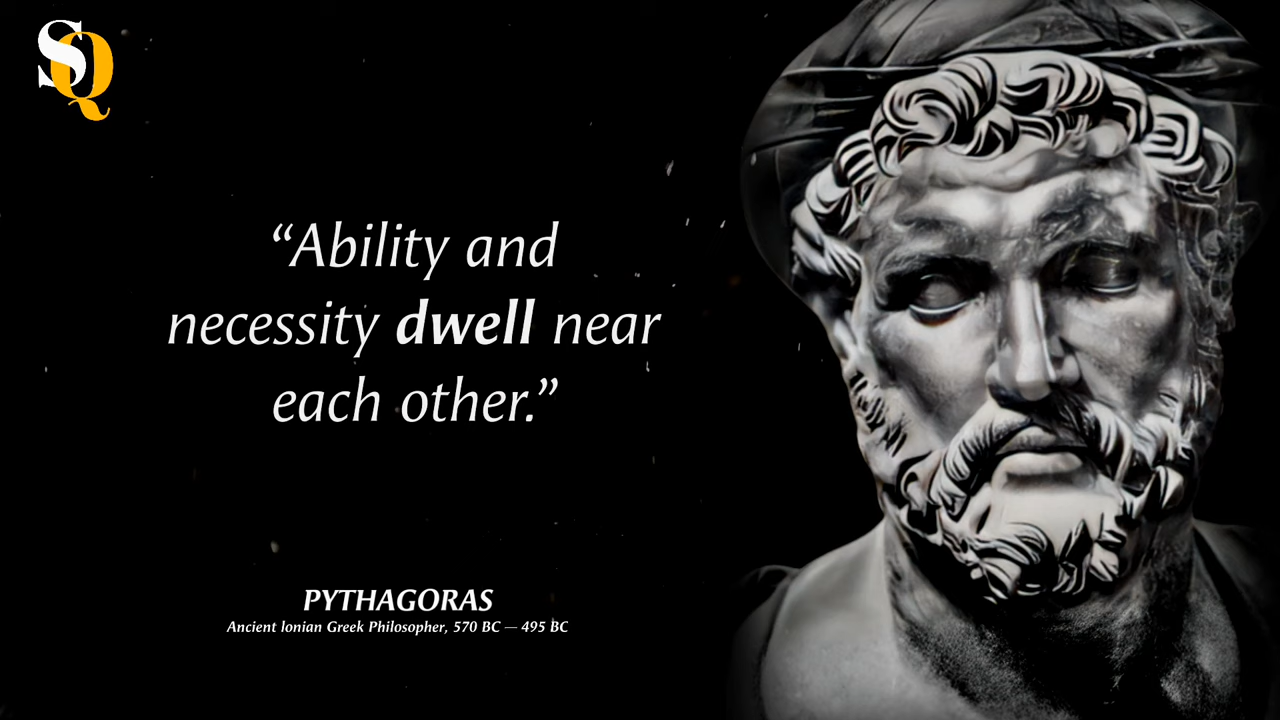 SQ
“Ability and
necessity dwell near
each other.”
PYTHAGORAS
Ancient Ionian Greek Philosopher, 570 BC — 495 BC